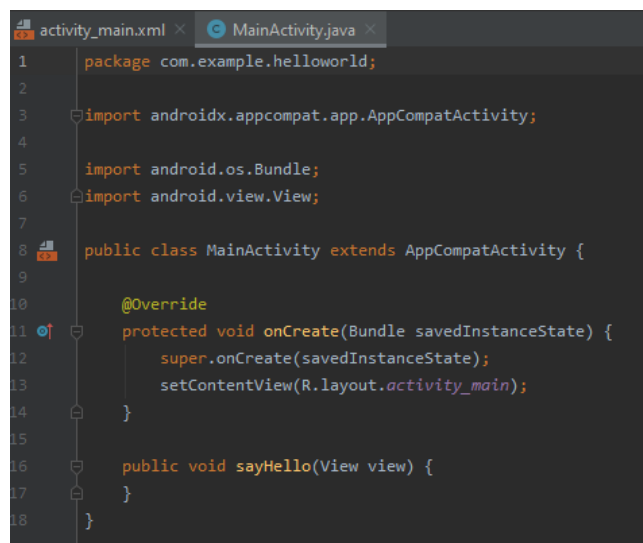 activity_main.xml × MainActivity.java ×
1 package com.example.helloworld;
2
3 import androidx.appcompat.app.AppCompatActivity;
4
5 import android.os.Bundle;
6 import android.view.View;
7
8 public class MainActivity extends AppCompatActivity {
9
10 @Override
11 protected void onCreate(Bundle savedInstanceState) {
12 super.onCreate(savedInstanceState);
13 setContentView(R.layout.activity_main);
14 }
15
16 public void sayHello(View view) {
17 }
18 }